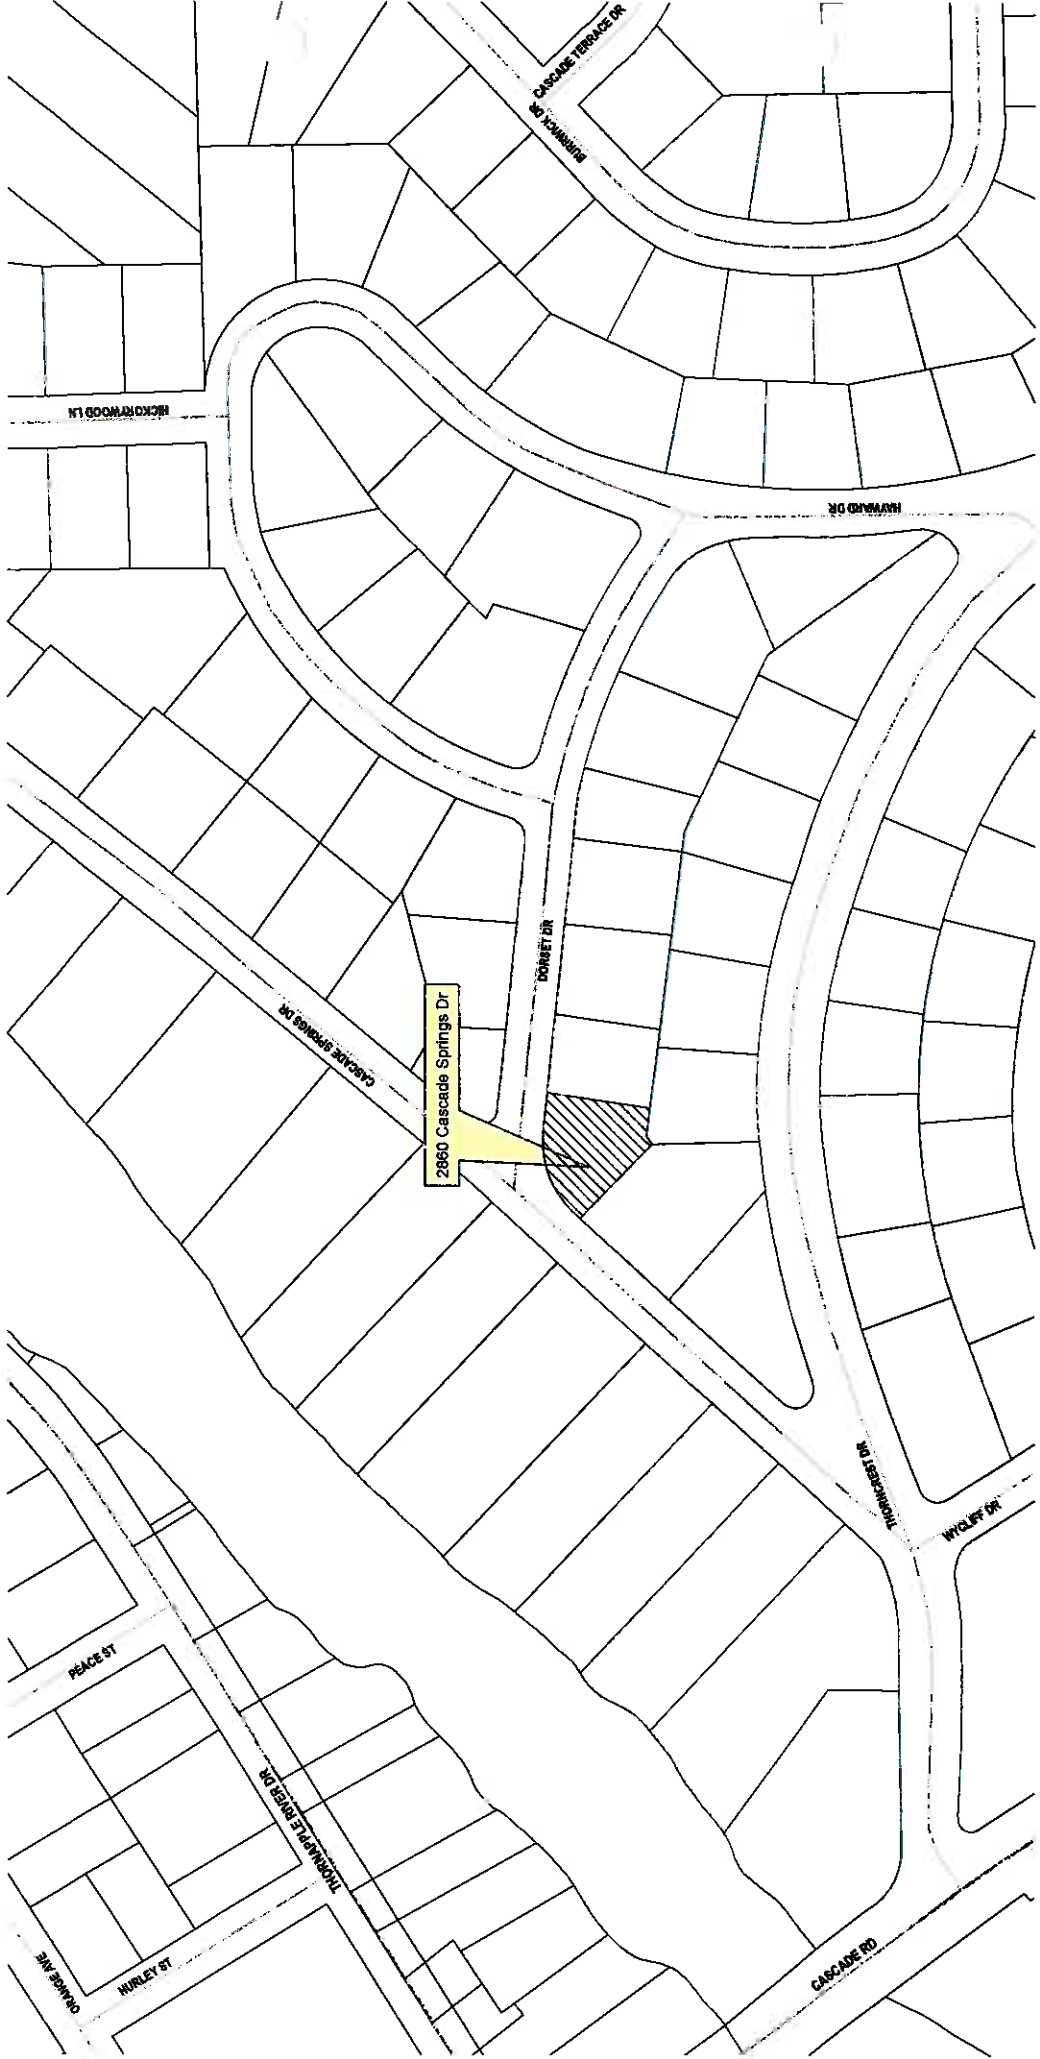 CASCADE TERRACE DR
BURRWICK DR
HICKORYWOOD LN
HAYWARD DR
CASCADE SPRINGS DR
DORSET DR
2860 Cascade Springs Dr
THORNCREST DR
WYCLIFF DR
PEACE ST
THORNAPPLE RIVER DR
ORANGE AVE
HURLEY ST
CASCADE RD